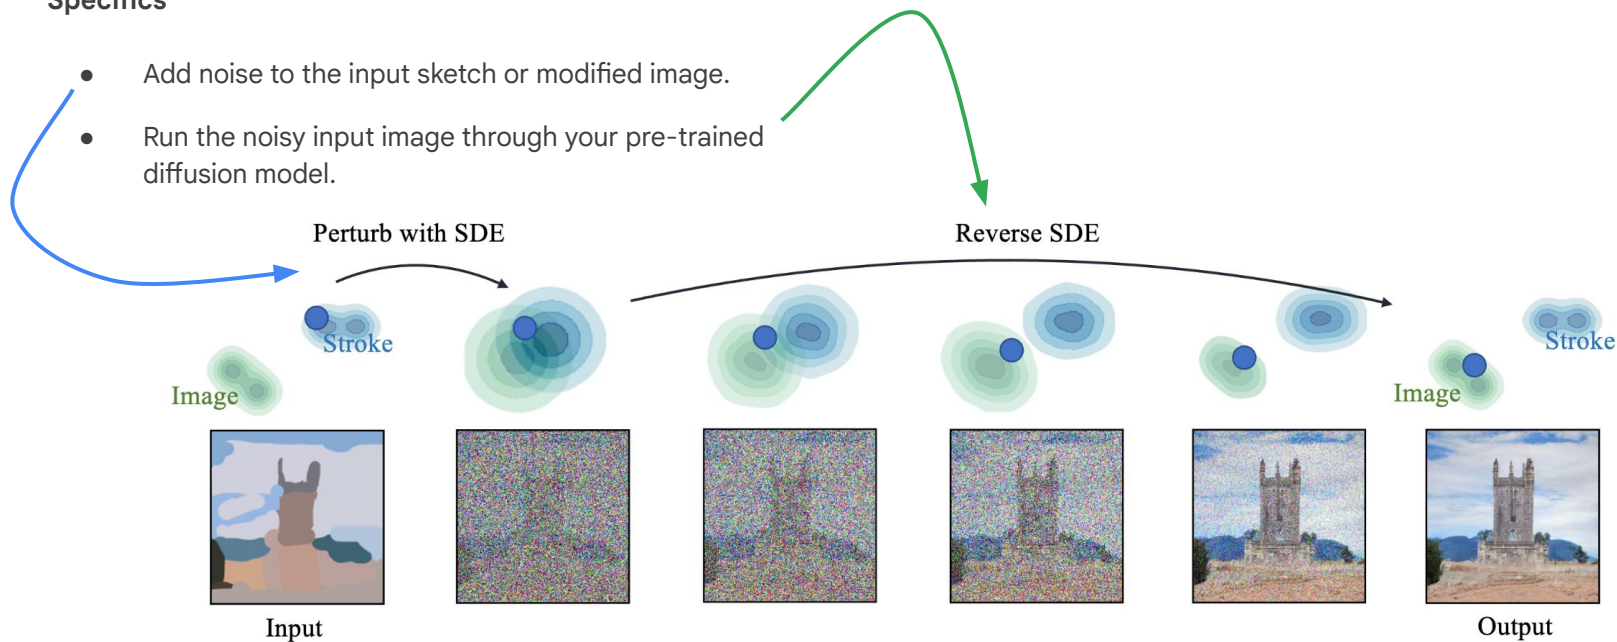 Specifics
● Add noise to the input sketch or modified image.
● Run the noisy input image through your pre-trained
diffusion model.
Perturb with SDE
Reverse SDE
Stroke
Image
Stroke
Image
Input
Output